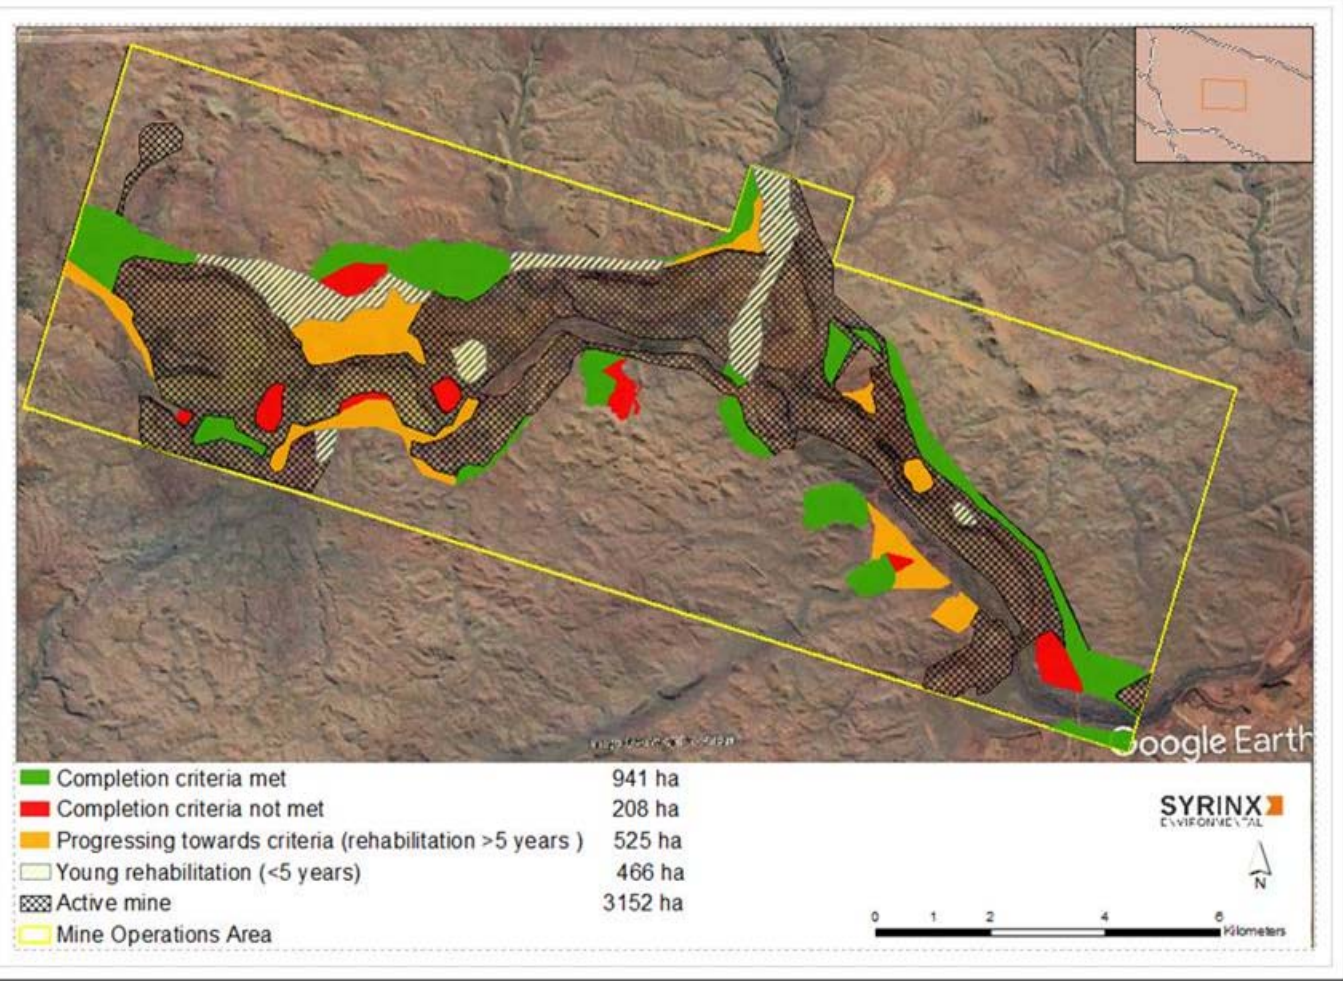 Google Earth
Completion criteria met 941 ha
Completion criteria not met 208 ha
Progressing towards criteria (rehabilitation >5 years ) 525 ha
Young rehabilitation (<5 years) 466 ha
Active mine 3152 ha
Mine Operations Area
SYRINX
ENVIRONMENTAL
N
0 1 2 4 6
Kilometers